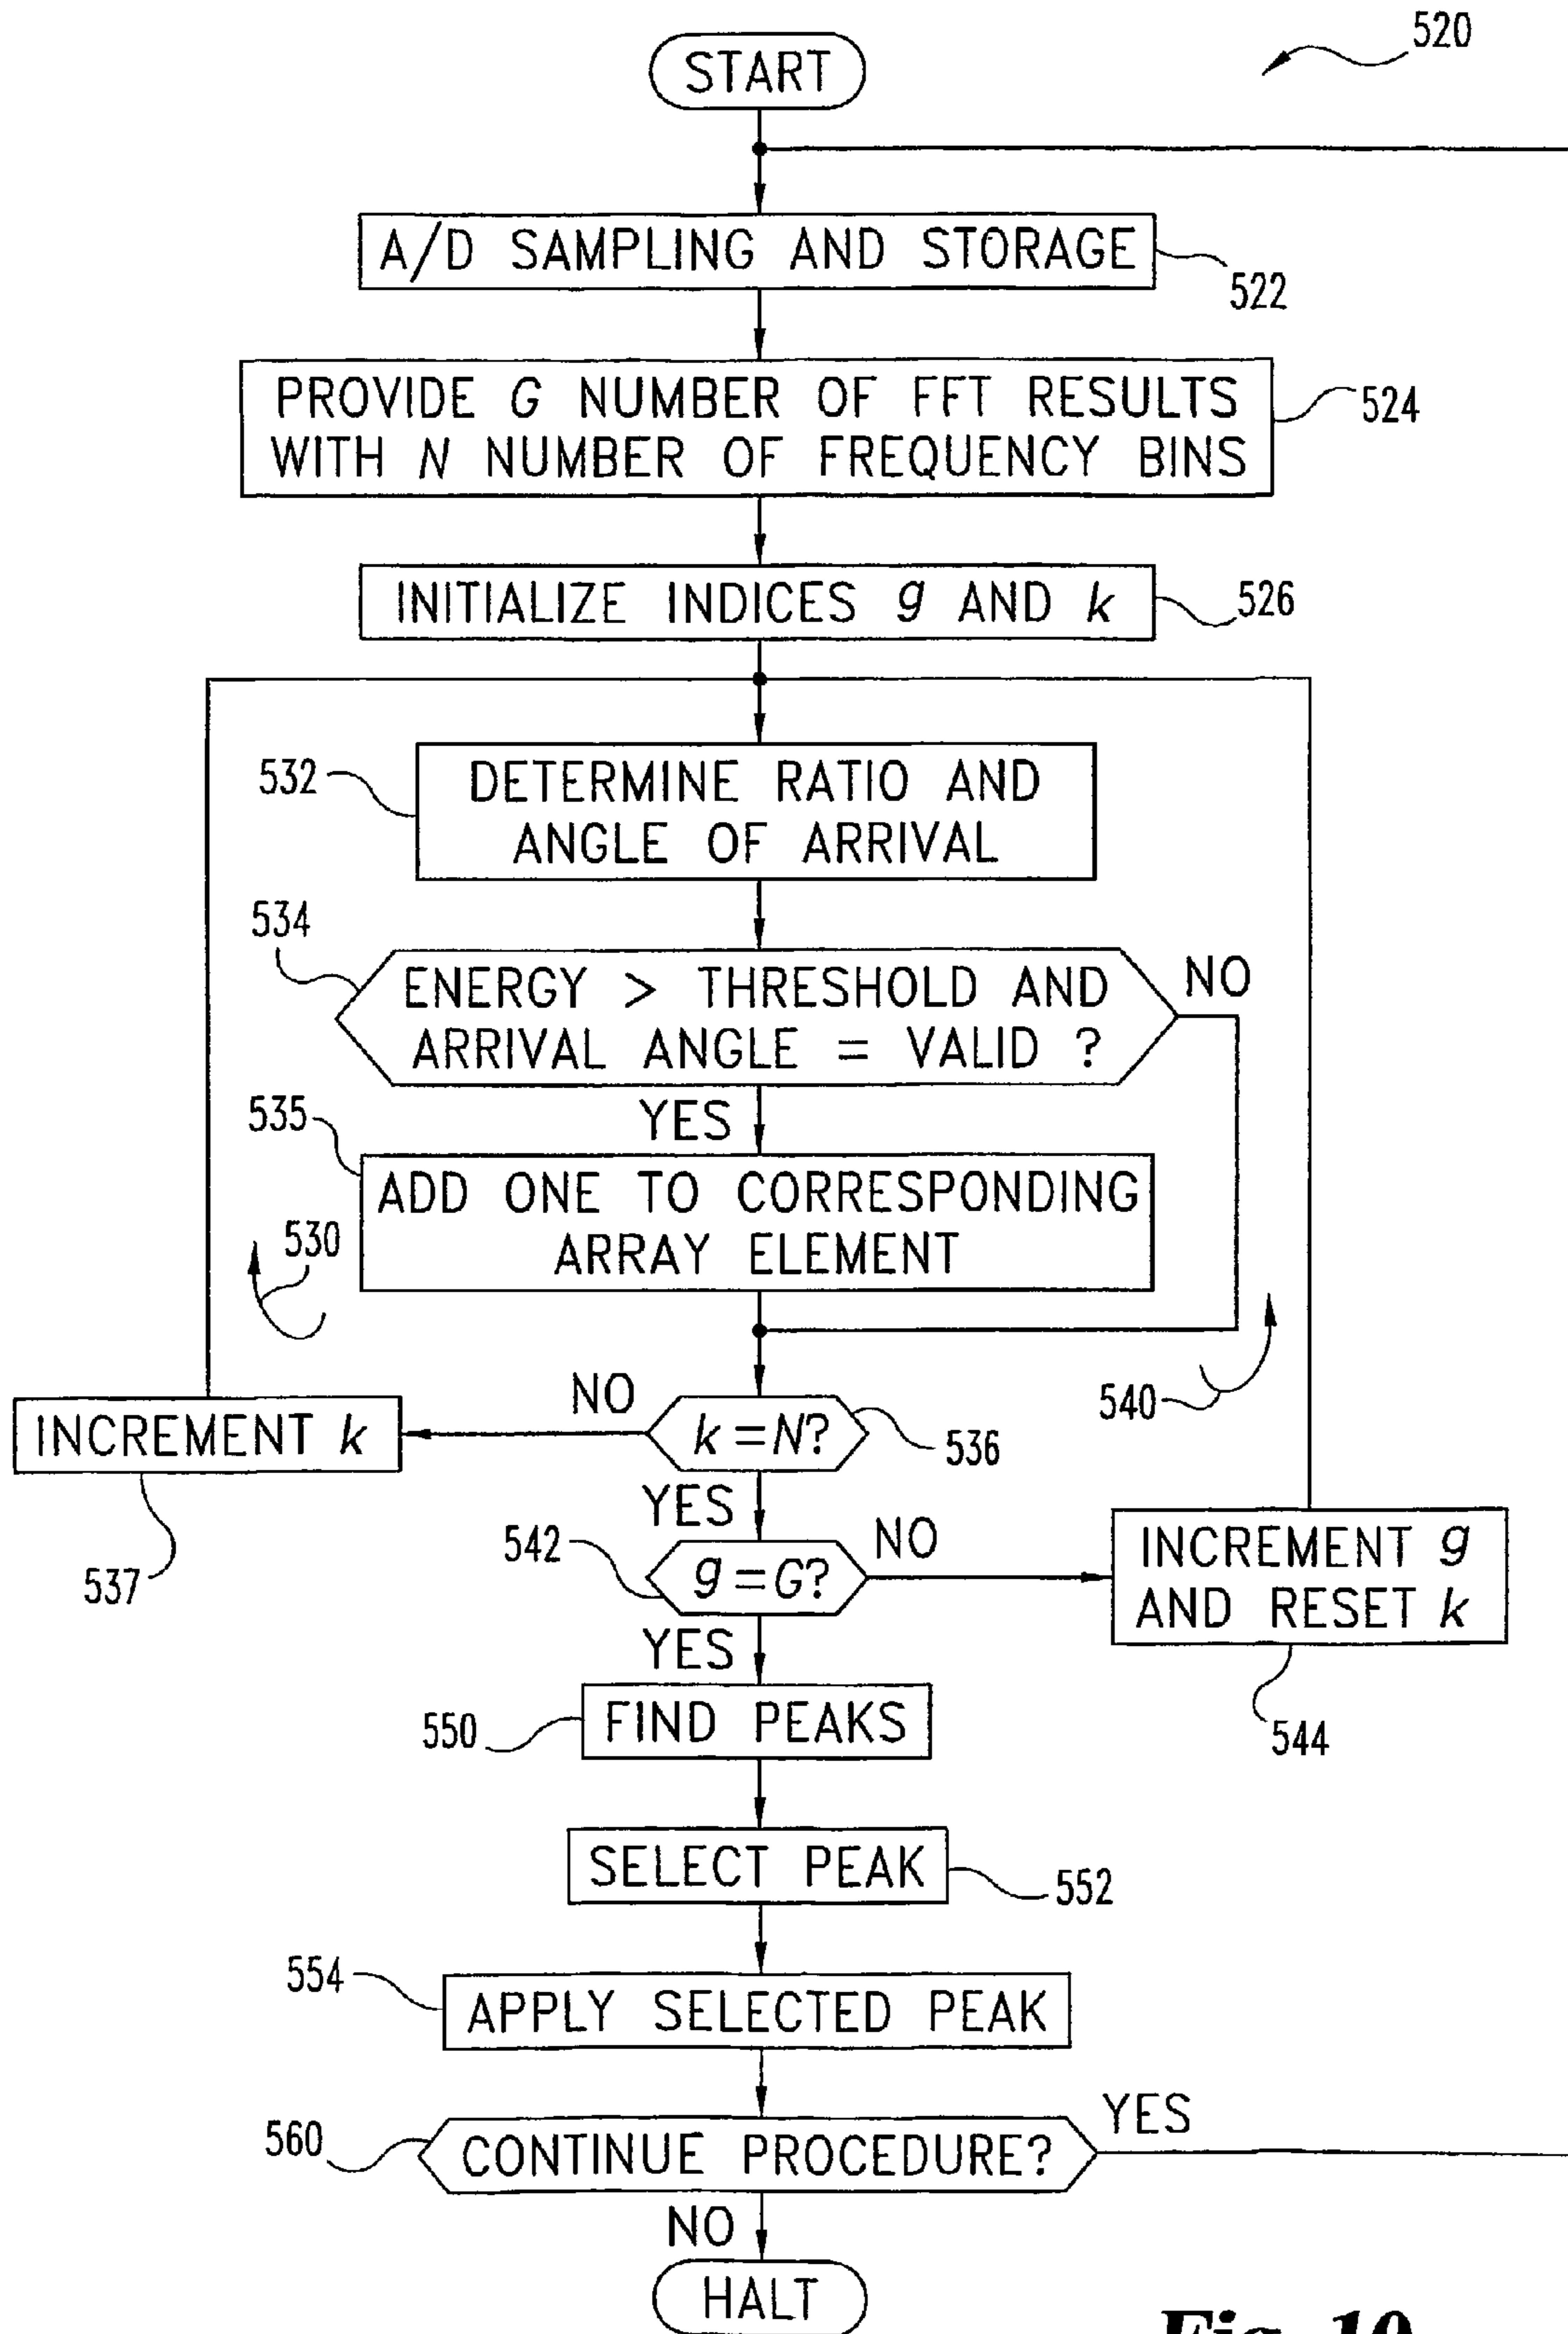 520
START
A/D SAMPLING AND STORAGE
522
PROVIDE G NUMBER OF FFT RESULTS
WITH N NUMBER OF FREQUENCY BINS
524
INITIALIZE INDICES g AND k
526
532
DETERMINE RATIO AND
ANGLE OF ARRIVAL
534
ENERGY > THRESHOLD AND
ARRIVAL ANGLE = VALID ?
NO
YES
535
ADD ONE TO CORRESPONDING
ARRAY ELEMENT
530
540
NO
INCREMENT k
k = N?
536
537
YES
542
g = G?
NO
INCREMENT g
AND RESET k
544
YES
550
FIND PEAKS
SELECT PEAK
552
554
APPLY SELECTED PEAK
560
CONTINUE PROCEDURE?
YES
NO
HALT
Fig. 10